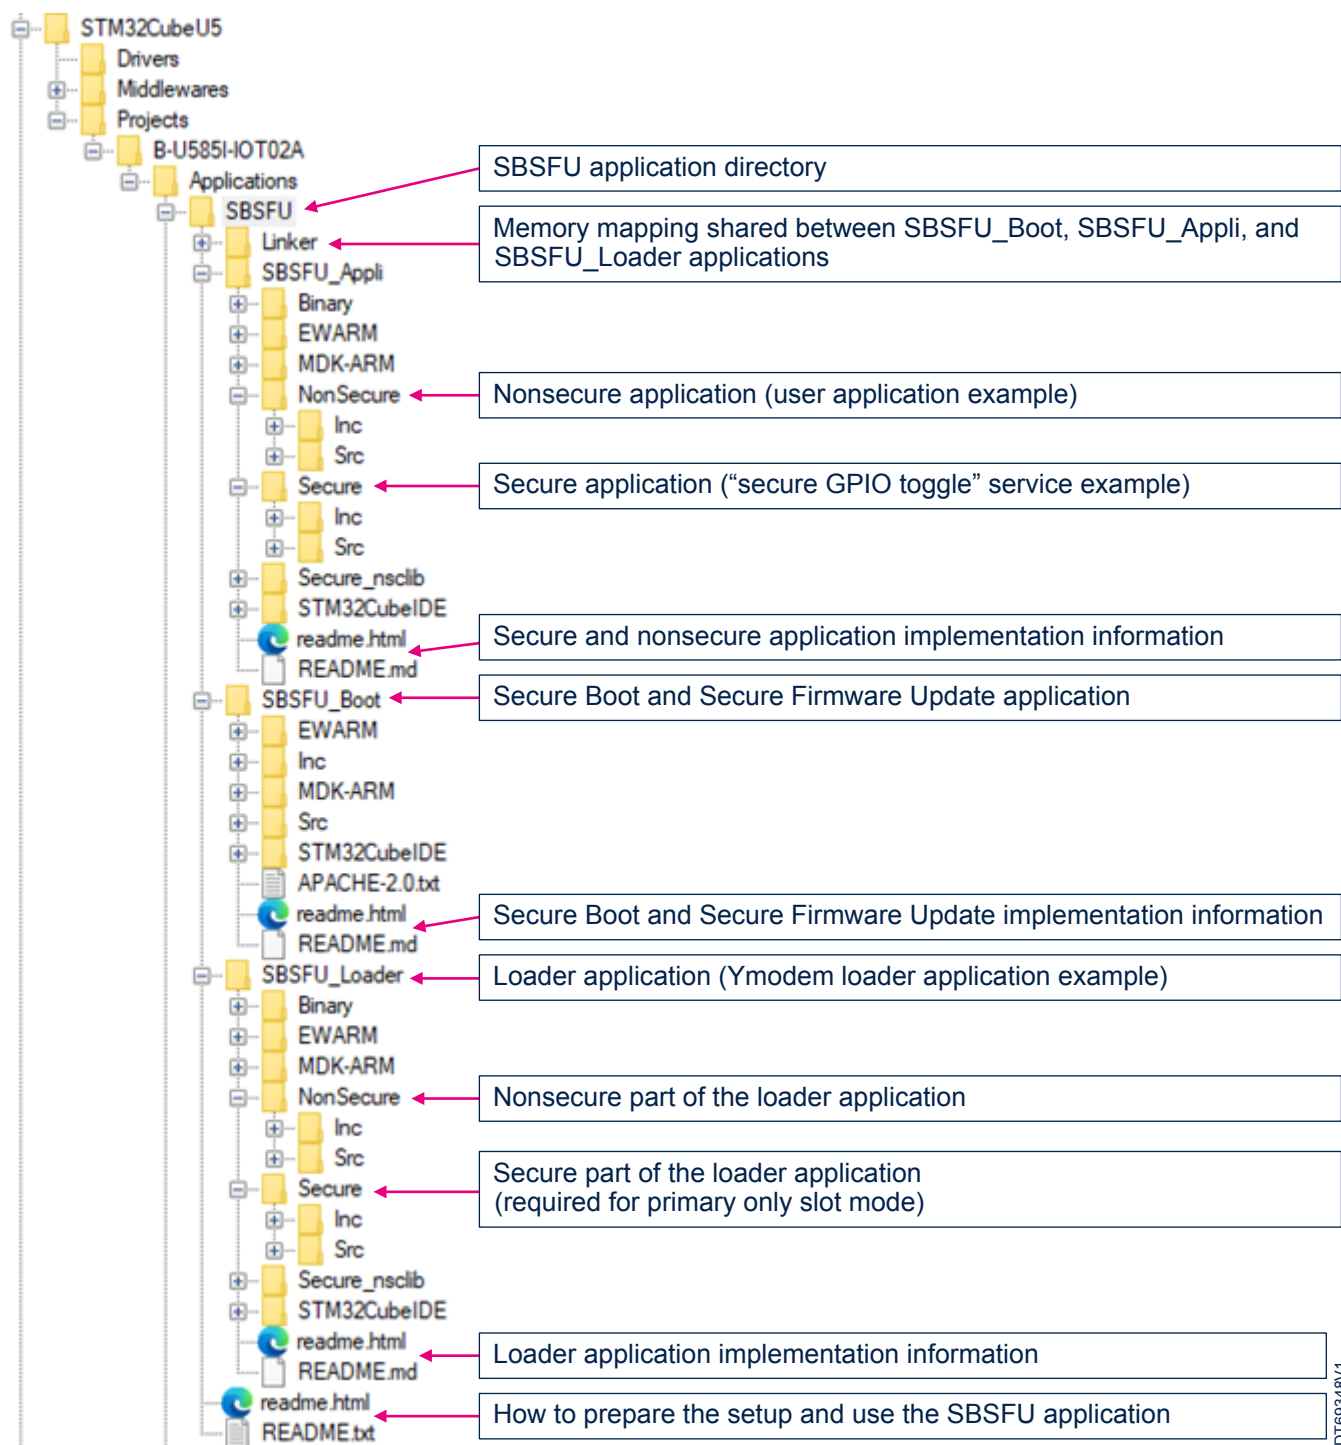 STM32CubeU5
Drivers
Middlewares
Projects
B-U585I-IOT02A
Applications
SBSFU
SBSFU application directory
Linker
Memory mapping shared between SBSFU_Boot, SBSFU_Appli, and
SBSFU_Loader applications
SBSFU_Appli
Binary
EWARM
MDK-ARM
NonSecure
Nonsecure application (user application example)
Inc
Src
Secure
Secure application (“secure GPIO toggle” service example)
Inc
Src
Secure_nsclib
STM32CubeIDE
readme.html
Secure and nonsecure application implementation information
README.md
SBSFU_Boot
Secure Boot and Secure Firmware Update application
EWARM
Inc
MDK-ARM
Src
STM32CubeIDE
APACHE-2.0.txt
readme.html
Secure Boot and Secure Firmware Update implementation information
README.md
SBSFU_Loader
Loader application (Ymodem loader application example)
Binary
EWARM
MDK-ARM
NonSecure
Nonsecure part of the loader application
Inc
Src
Secure
Secure part of the loader application
(required for primary only slot mode)
Inc
Src
Secure_nsclib
STM32CubeIDE
readme.html
Loader application implementation information
README.md
readme.html
How to prepare the setup and use the SBSFU application
README.txt
DT69348V1